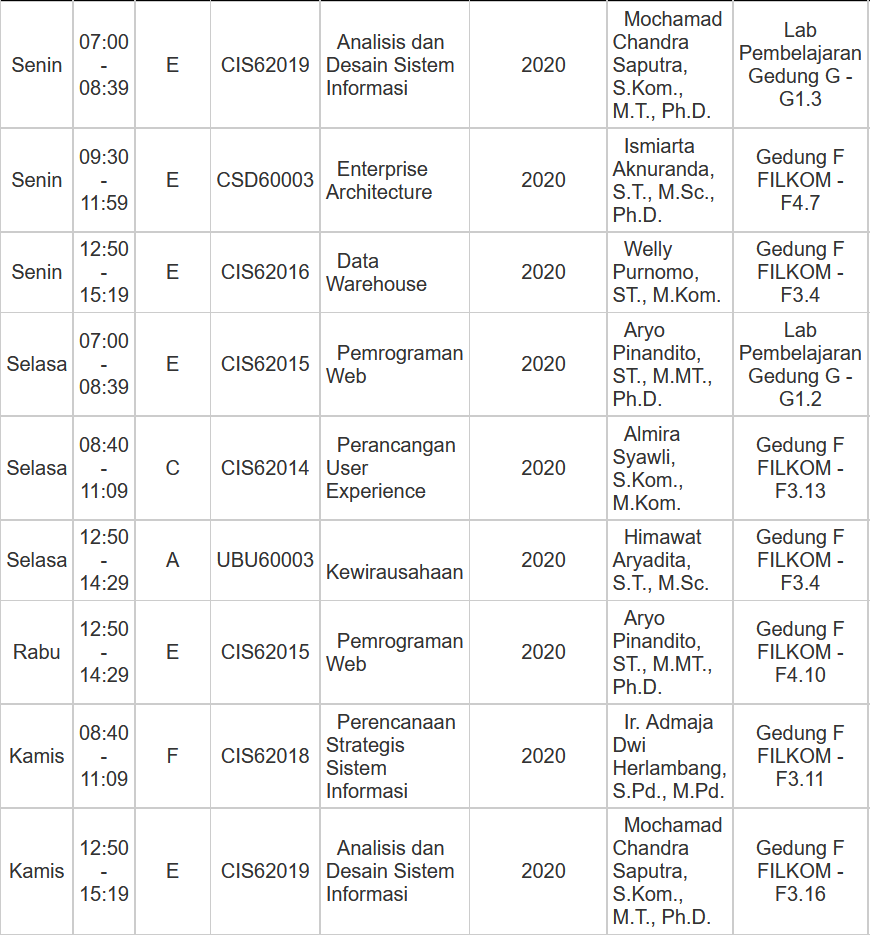 Senin
07:00
-
08:39
E
CIS62019
Analisis dan
Desain Sistem
Informasi
2020
Mochamad
Chandra
Saputra,
S.Kom.,
M.T., Ph.D.
Lab
Pembelajaran
Gedung G -
G1.3
Senin
09:30
-
11:59
E
CSD60003
Enterprise
Architecture
2020
Ismiarta
Aknuranda,
S.T., M.Sc.,
Ph.D.
Gedung F
FILKOM -
F4.7
Senin
12:50
-
15:19
E
CIS62016
Data
Warehouse
2020
Welly
Purnomo,
ST., M.Kom.
Gedung F
FILKOM -
F3.4
Selasa
07:00
-
08:39
E
CIS62015
Pemrograman
Web
2020
Aryo
Pinandito,
ST., M.MT.,
Ph.D.
Lab
Pembelajaran
Gedung G -
G1.2
Selasa
08:40
-
11:09
C
CIS62014
Perancangan
User
Experience
2020
Almira
Syawli,
S.Kom.,
M.Kom.
Gedung F
FILKOM -
F3.13
Selasa
12:50
-
14:29
A
UBU60003
Kewirausahaan
2020
Himawat
Aryadita,
S.T., M.Sc.
Gedung F
FILKOM -
F3.4
Rabu
12:50
-
14:29
E
CIS62015
Pemrograman
Web
2020
Aryo
Pinandito,
ST., M.MT.,
Ph.D.
Gedung F
FILKOM -
F4.10
Kamis
08:40
-
11:09
F
CIS62018
Perencanaan
Strategis
Sistem
Informasi
2020
Ir. Admaja
Dwi
Herlambang,
S.Pd., M.Pd.
Gedung F
FILKOM -
F3.11
Kamis
12:50
-
15:19
E
CIS62019
Analisis dan
Desain Sistem
Informasi
2020
Mochamad
Chandra
Saputra,
S.Kom.,
M.T., Ph.D.
Gedung F
FILKOM -
F3.16